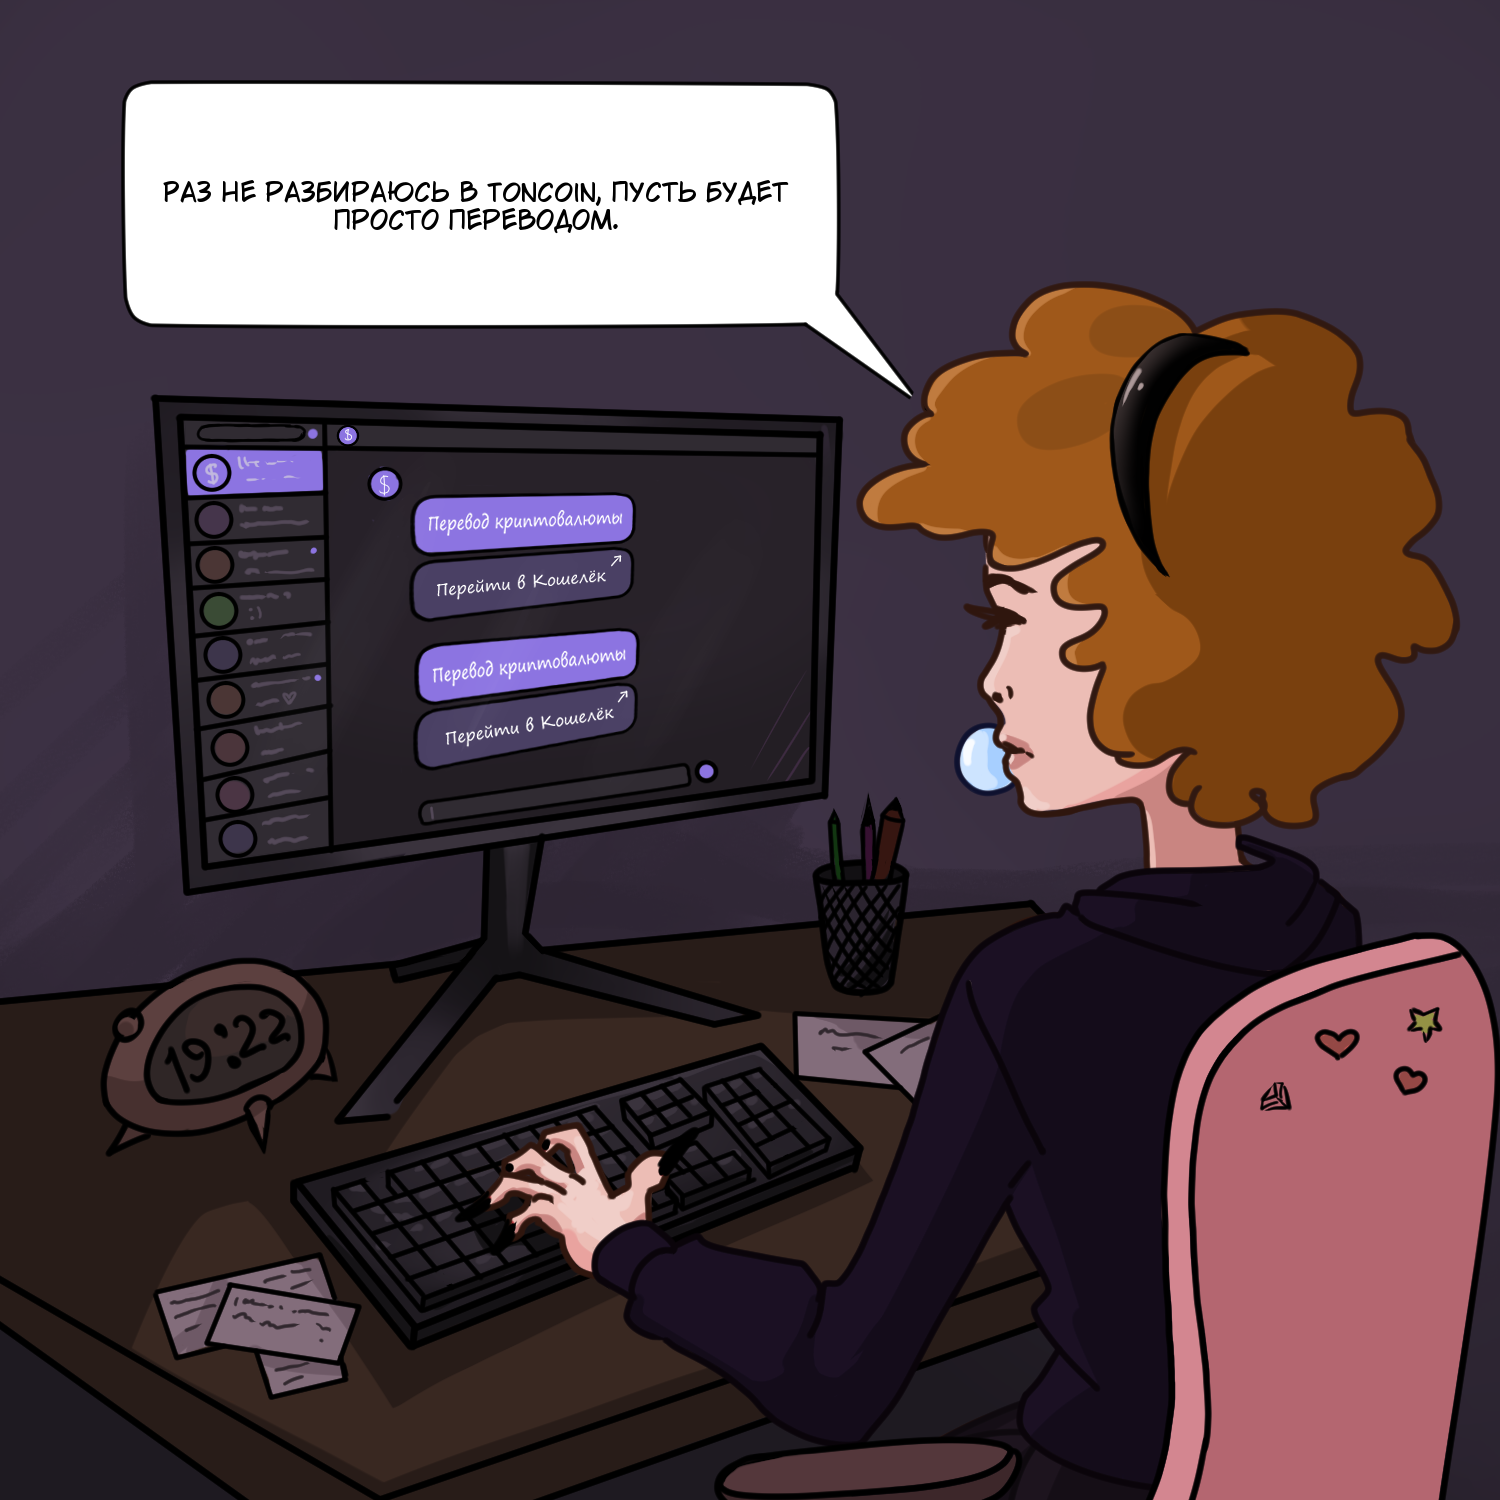 РАЗ НЕ РАЗБИРАЮСЬ В TONCOIN, ПУСТЬ БУДЕТ
ПРОСТО ПЕРЕВОДОМ.
$
$
$
:)
Перевод криптовалюты
Перейти в Кошелёк
Перевод криптовалюты
Перейти в Кошелёк
19:22